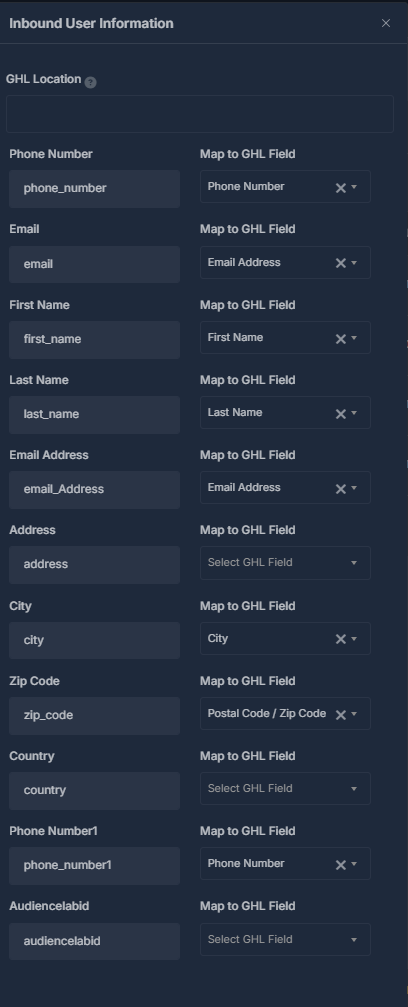 Inbound User Information
GHL Location ?
Phone Number Map to GHL Field
phone_number Phone Number
Email Map to GHL Field
email Email Address
First Name Map to GHL Field
first_name First Name
Last Name Map to GHL Field
last_name Last Name
Email Address Map to GHL Field
email_Address Email Address
Address Map to GHL Field
address Select GHL Field
City Map to GHL Field
city City
Zip Code Map to GHL Field
zip_code Postal Code / Zip Code
Country Map to GHL Field
country Select GHL Field
Phone Number1 Map to GHL Field
phone_number1 Phone Number
Audiencelabid Map to GHL Field
audiencelabid Select GHL Field